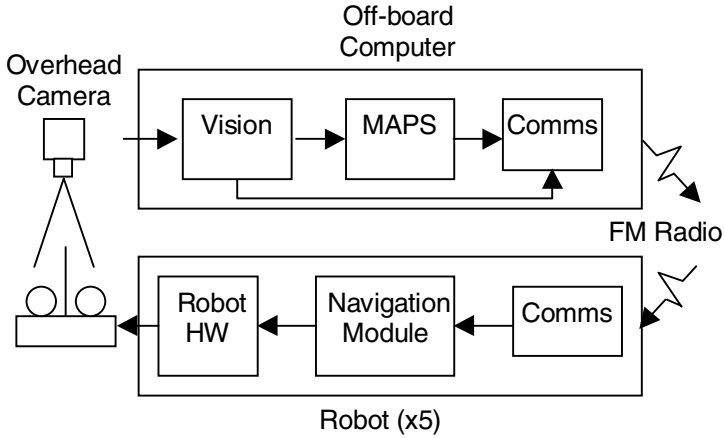 Off-board
Computer
Overhead
Camera
Vision
MAPS
Comms
FM Radio
Robot
HW
Navigation
Module
Comms
Robot (x5)